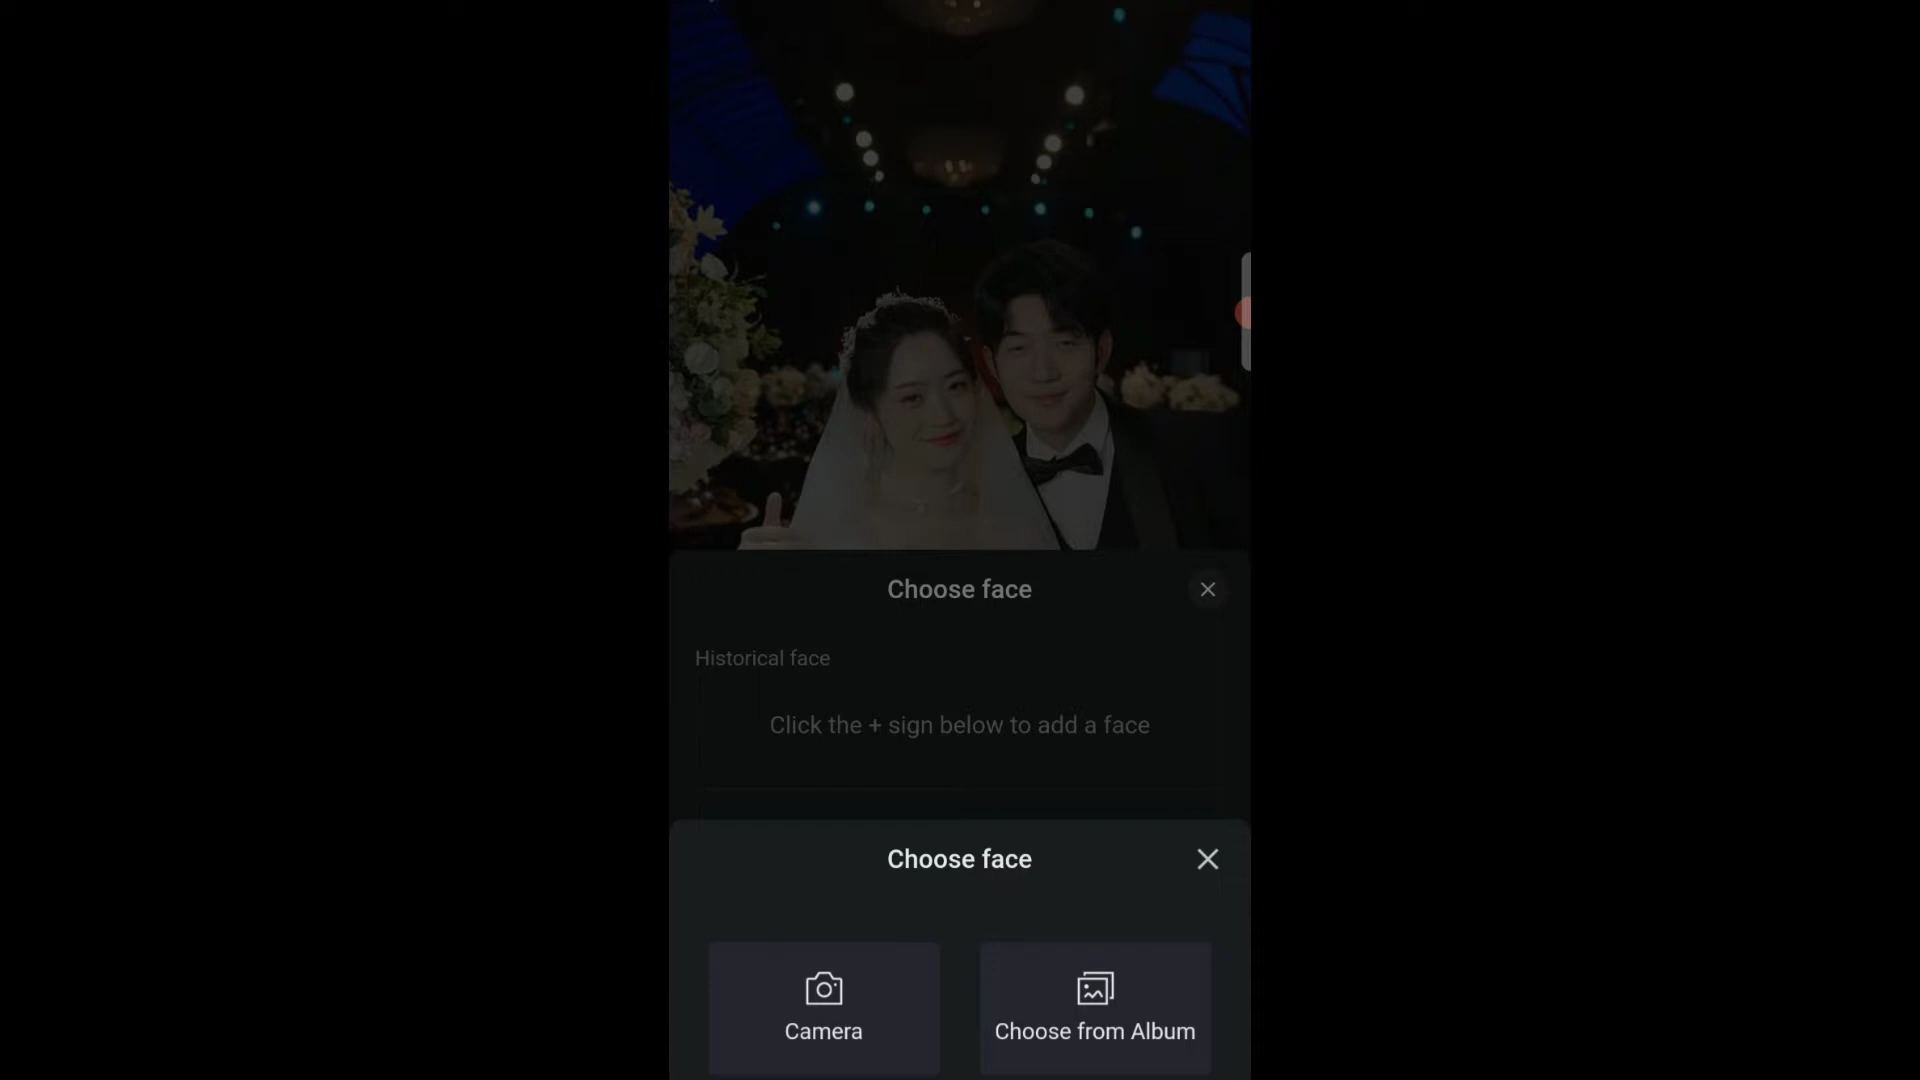 Choose face
Historical face
Click the + sign below to add a face
Choose face
Camera
Choose from Album